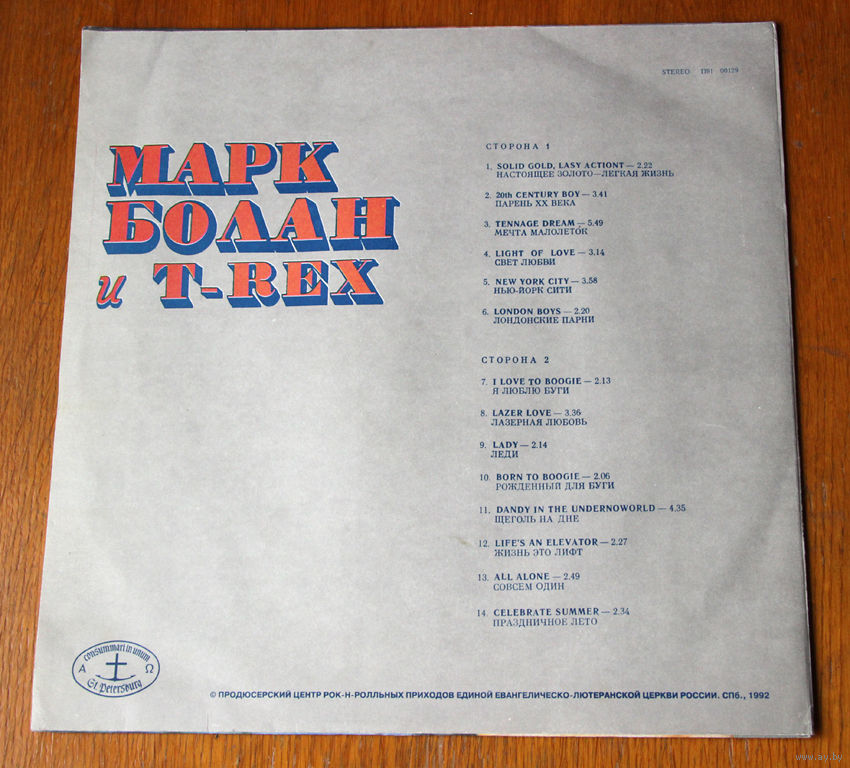 STEREO П91 00129
МАРК
БОЛАН
и T-REX
СТОРОНА 1
1. SOLID GOLD, LASY ACTIONT — 2.22
НАСТОЯЩЕЕ ЗОЛОТО—ЛЕГКАЯ ЖИЗНЬ
2. 20th CENTURY BOY — 3.41
ПАРЕНЬ XX ВЕКА
3. TENNAGE DREAM — 5.49
МЕЧТА МАЛОЛЕТОК
4. LIGHT OF LOVE — 3.14
СВЕТ ЛЮБВИ
5. NEW YORK CITY — 3.58
НЬЮ-ЙОРК СИТИ
6. LONDON BOYS — 2.20
ЛОНДОНСКИЕ ПАРНИ
СТОРОНА 2
7. I LOVE TO BOOGIE — 2.13
Я ЛЮБЛЮ БУГИ
8. LAZER LOVE — 3.36
ЛАЗЕРНАЯ ЛЮБОВЬ
9. LADY — 2.14
ЛЕДИ
10. BORN TO BOOGIE — 2.06
РОЖДЕННЫЙ ДЛЯ БУГИ
11. DANDY IN THE UNDERNOWORLD — 4.35
ЩЕГОЛЬ НА ДНЕ
12. LIFE'S AN ELEVATOR — 2.27
ЖИЗНЬ ЭТО ЛИФТ
13. ALL ALONE — 2.49
СОВСЕМ ОДИН
14. CELEBRATE SUMMER — 2.34
ПРАЗДНИЧНОЕ ЛЕТО
consummari in unum
Α Ω
St. Petersburg
© ПРОДЮСЕРСКИЙ ЦЕНТР РОК-Н-РОЛЛЬНЫХ ПРИХОДОВ ЕДИНОЙ ЕВАНГЕЛИЧЕСКО-ЛЮТЕРАНСКОЙ ЦЕРКВИ РОССИИ. СПб., 1992
www.ay.by